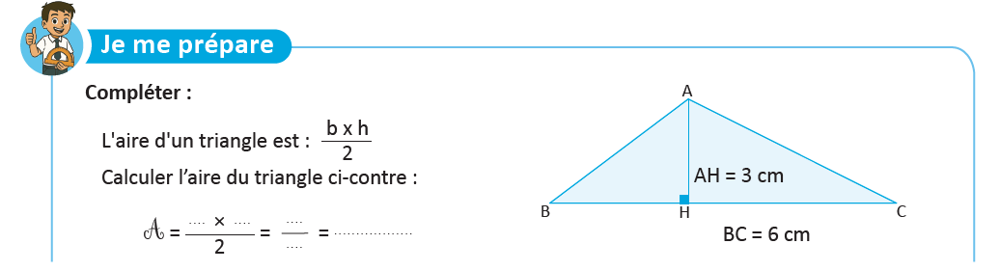 Je me prépare
Compléter :
L'aire d'un triangle est : b x h / 2
Calculer l’aire du triangle ci-contre :
𝒜 = .... × .... / 2 = .... / .... = ..................
A
AH = 3 cm
B
H
C
BC = 6 cm